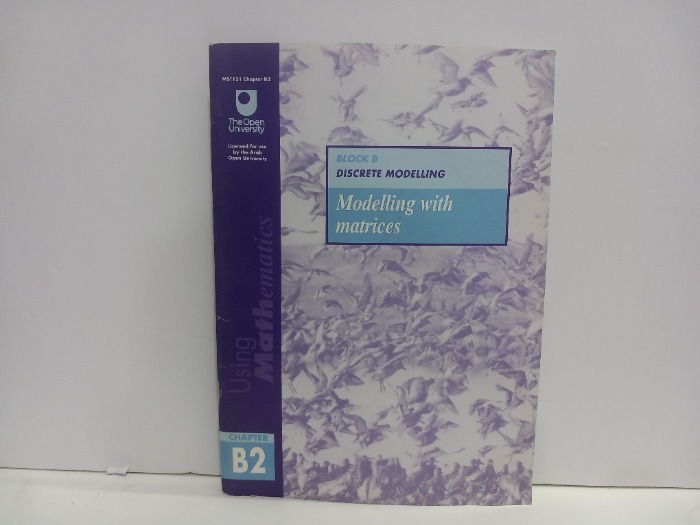 MST121 Chapter B2
The Open
University
Licensed for use
by the Arab
Open University
BLOCK B
DISCRETE MODELLING
Modelling with
matrices
Using
Mathematics
CHAPTER
B2